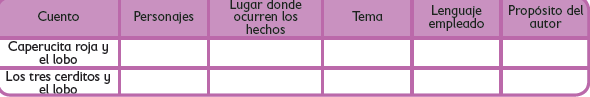 Cuento
Personajes
Lugar donde
ocurren los
hechos
Tema
Lenguaje
empleado
Propósito del
autor
Caperucita roja y
el lobo
Los tres cerditos y
el lobo